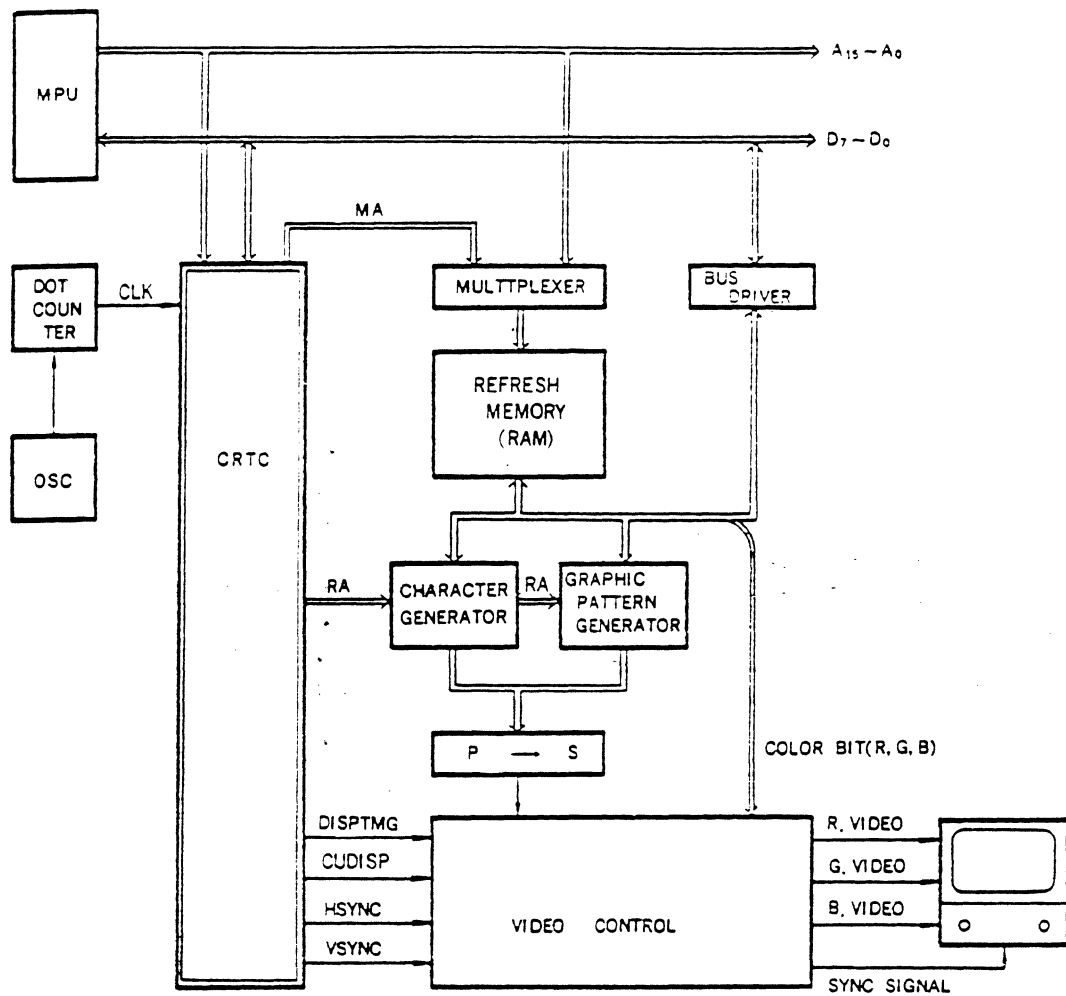 A15~A0
MPU
D7~D0
MA
DOT
COUN
TER
CLK
MULTTPLEXER
BUS
DRIVER
REFRESH
MEMORY
(RAM)
CRTC
OSC
RA
CHARACTER
GENERATOR
RA
GRAPHIC
PATTERN
GENERATOR
P → S
COLOR BIT(R, G, B)
DISPTMG
CUDISP
HSYNC
VSYNC
VIDEO CONTROL
R. VIDEO
G. VIDEO
B. VIDEO
SYNC SIGNAL